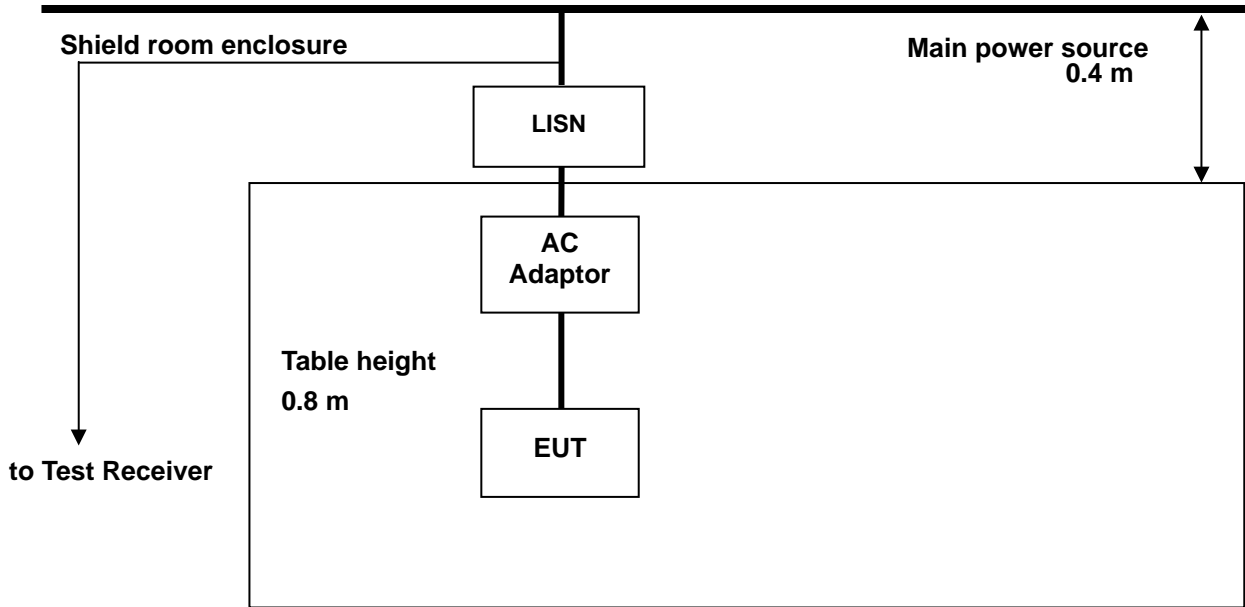 Shield room enclosure
Main power source
0.4 m
LISN
AC
Adaptor
Table height
0.8 m
EUT
to Test Receiver